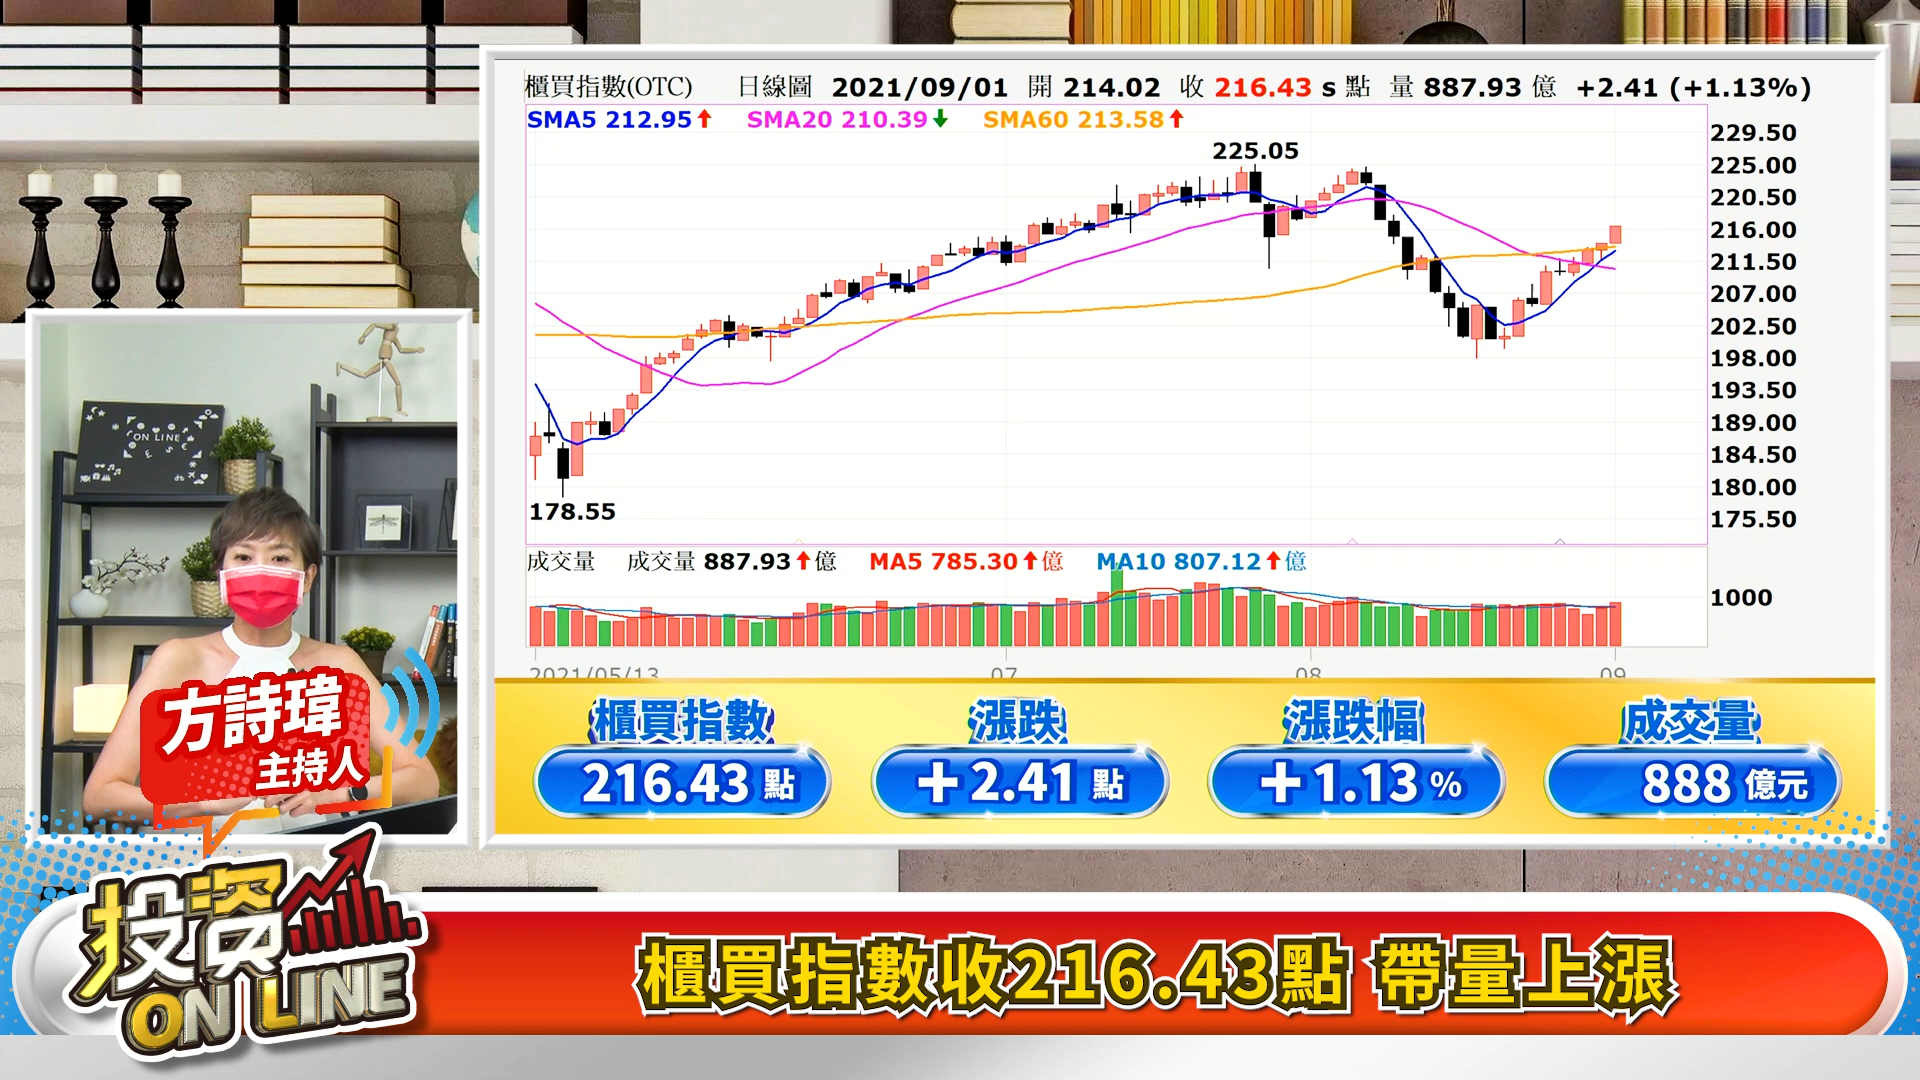 櫃買指數(OTC) 日線圖 2021/09/01 開 214.02 收 216.43 s 點 量 887.93 億 +2.41 (+1.13%)
SMA5 212.95 SMA20 210.39 SMA60 213.58
229.50
225.05
225.00
220.50
216.00
211.50
207.00
202.50
198.00
193.50
189.00
184.50
180.00
178.55
175.50
成交量 成交量 887.93 億 MA5 785.30 億 MA10 807.12 億
1000
2021/05/13 07 08 09
櫃買指數 漲跌 漲跌幅 成交量
216.43 點 +2.41 點 +1.13 % 888 億元
ON LINE
方詩瑋
主持人
投資
ON LINE
櫃買指數收216.43點 帶量上漲